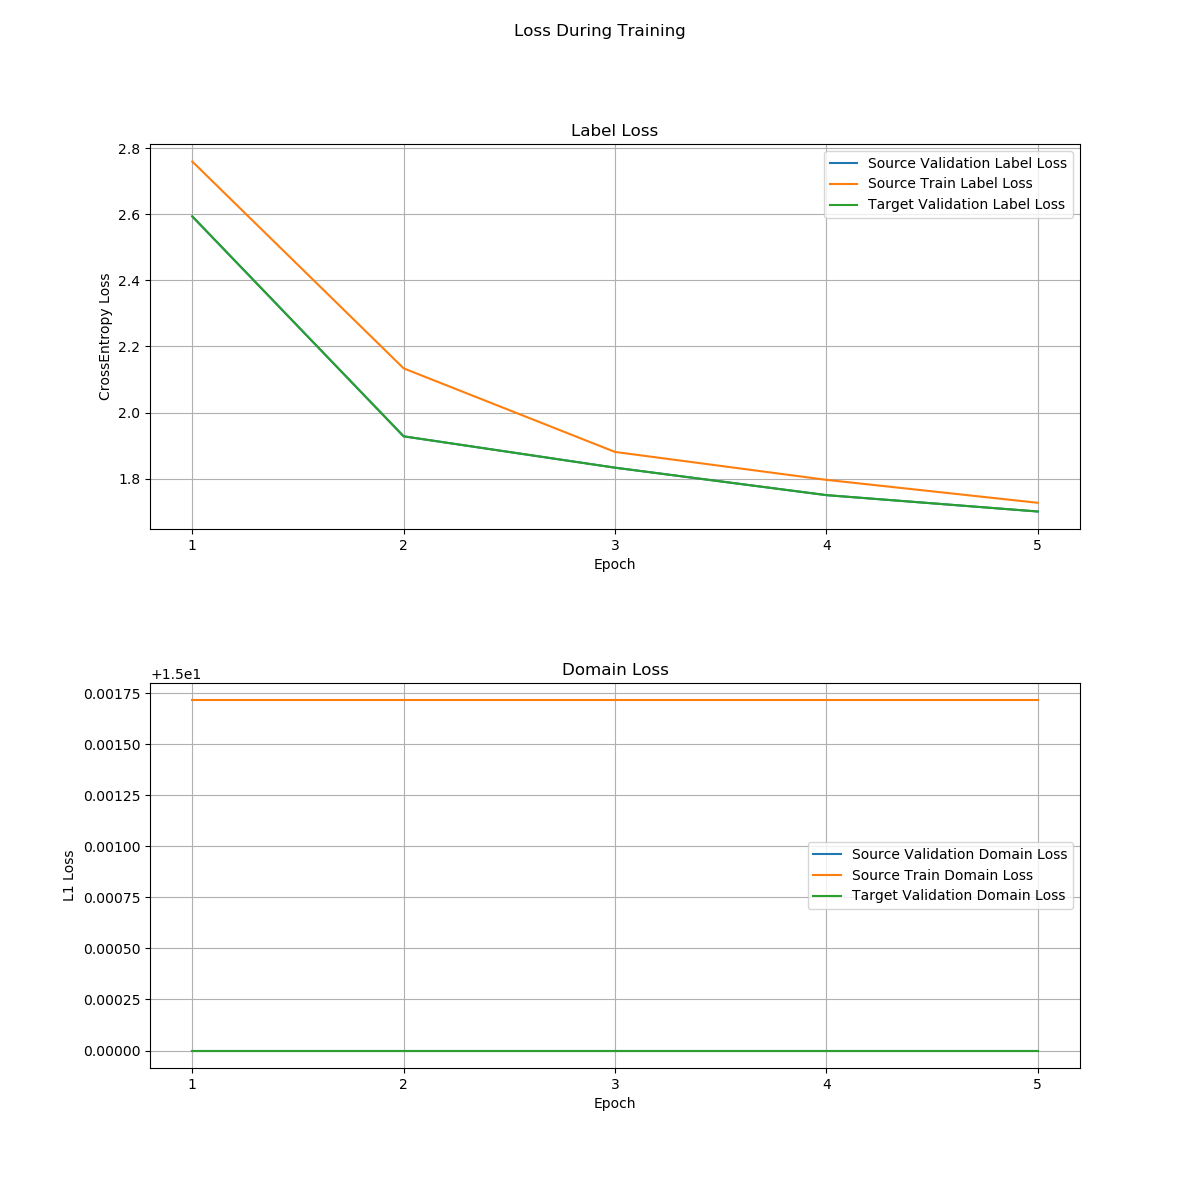 Loss During Training
Label Loss
2.8
2.6
2.4
2.2
2.0
1.8
CrossEntropy Loss
Source Validation Label Loss
Source Train Label Loss
Target Validation Label Loss
1 2 3 4 5
Epoch
Domain Loss
+1.5e1
0.00175
0.00150
0.00125
0.00100
0.00075
0.00050
0.00025
0.00000
L1 Loss
Source Validation Domain Loss
Source Train Domain Loss
Target Validation Domain Loss
1 2 3 4 5
Epoch